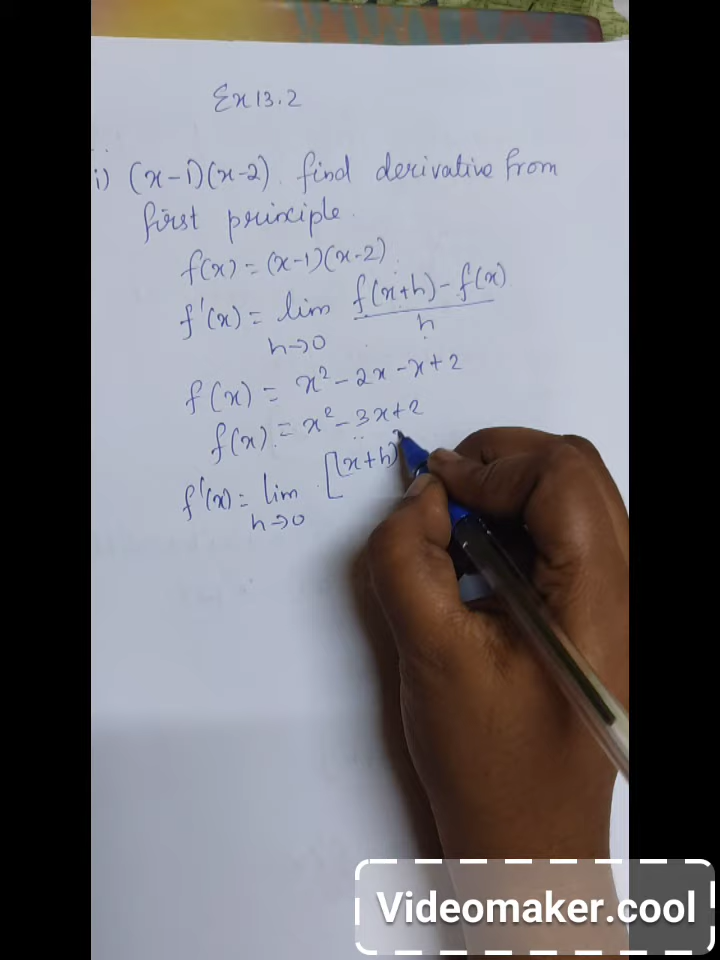 Ex 13.2
i) (x-1)(x-2). find derivative from
first principle.
f(x) = (x-1)(x-2)
f'(x) = lim h→0 f(x+h) - f(x) / h
f(x) = x² - 2x - x + 2
f(x) = x² - 3x + 2
f'(x) = lim h→0 [(x+h)
Videomaker.cool